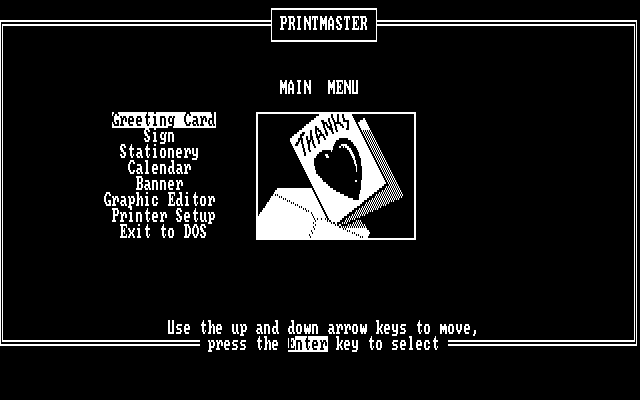 PRINTMASTER
MAIN MENU
Greeting Card
Sign
Stationery
Calendar
Banner
Graphic Editor
Printer Setup
Exit to DOS
THANKS
Use the up and down arrow keys to move,
press the Enter key to select